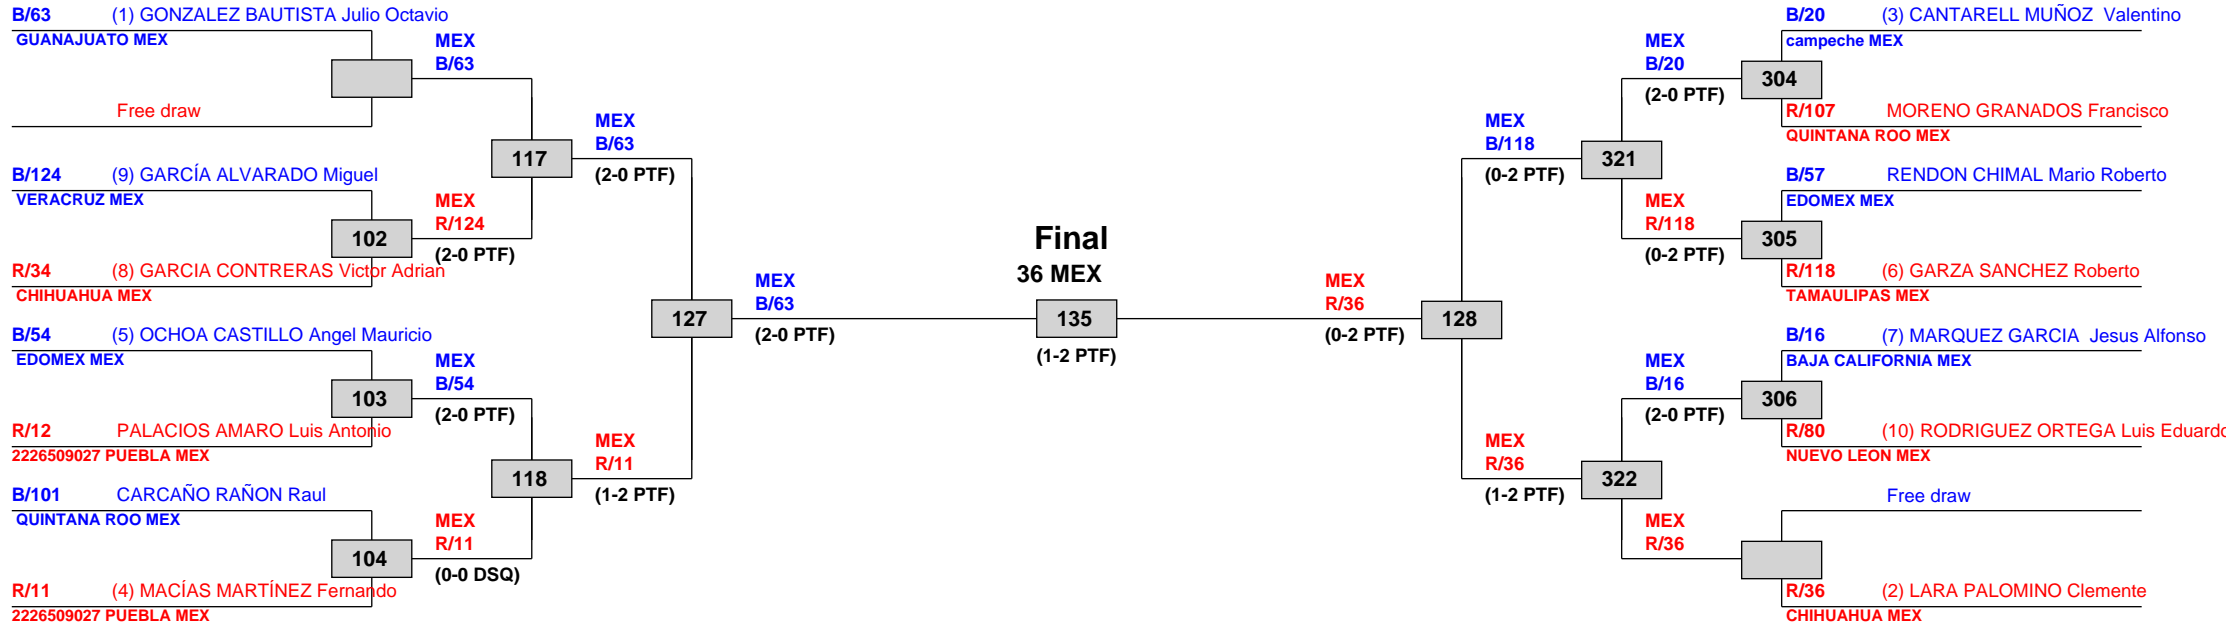 B/63 (1) GONZALEZ BAUTISTA Julio Octavio
GUANAJUATO MEX
MEX
B/63
Free draw
B/124 (9) GARCÍA ALVARADO Miguel
VERACRUZ MEX
102
MEX
R/124
(2-0 PTF)
R/34 (8) GARCIA CONTRERAS Victor Adrian
CHIHUAHUA MEX
117
MEX
B/63
(2-0 PTF)
B/54 (5) OCHOA CASTILLO Angel Mauricio
EDOMEX MEX
103
MEX
B/54
(2-0 PTF)
R/12 PALACIOS AMARO Luis Antonio
2226509027 PUEBLA MEX
B/101 CARCAÑO RAÑON Raul
QUINTANA ROO MEX
104
MEX
R/11
(0-0 DSQ)
R/11 (4) MACÍAS MARTÍNEZ Fernando
2226509027 PUEBLA MEX
118
MEX
R/11
(1-2 PTF)
127
MEX
B/63
(2-0 PTF)
Final
36 MEX
135
(1-2 PTF)
MEX
R/36
(0-2 PTF)
128
MEX
B/118
(0-2 PTF)
321
MEX
B/20
(2-0 PTF)
304
B/20 (3) CANTARELL MUÑOZ Valentino
campeche MEX
R/107 MORENO GRANADOS Francisco
QUINTANA ROO MEX
MEX
R/118
(0-2 PTF)
305
B/57 RENDON CHIMAL Mario Roberto
EDOMEX MEX
R/118 (6) GARZA SANCHEZ Roberto
TAMAULIPAS MEX
MEX
R/36
(1-2 PTF)
322
MEX
B/16
(2-0 PTF)
306
B/16 (7) MARQUEZ GARCIA Jesus Alfonso
BAJA CALIFORNIA MEX
R/80 (10) RODRIGUEZ ORTEGA Luis Eduardo
NUEVO LEON MEX
MEX
R/36
Free draw
R/36 (2) LARA PALOMINO Clemente
CHIHUAHUA MEX